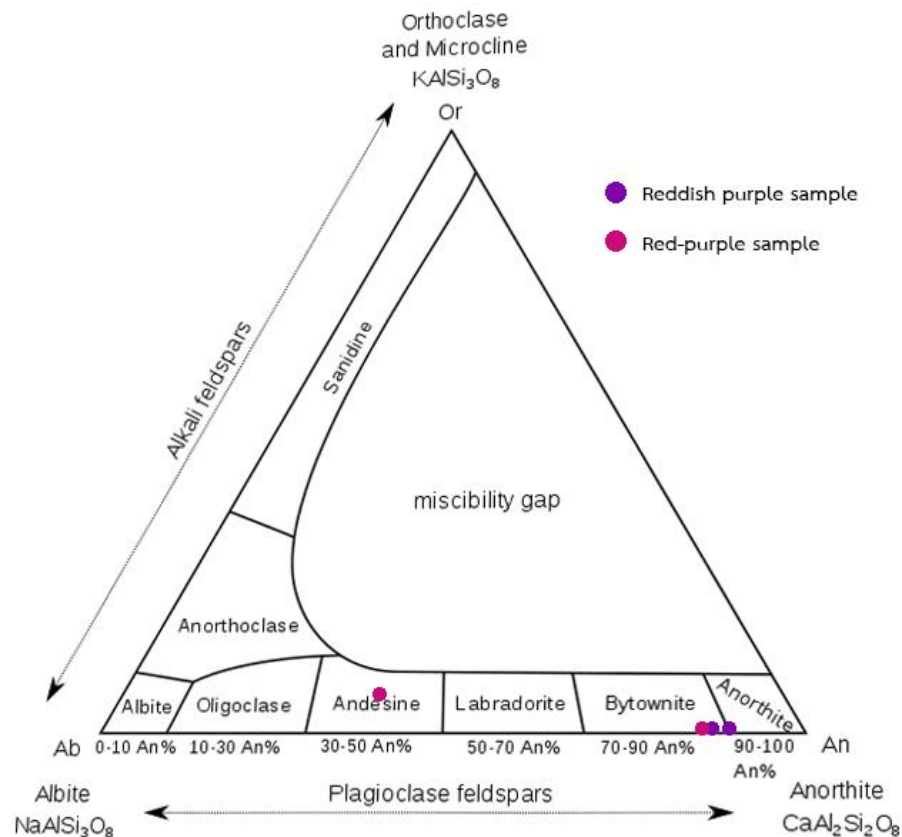 Orthoclase
and Microcline
KAlSi₃O₈
Or
Reddish purple sample
Red-purple sample
Alkali feldspars
Sanidine
miscibility gap
Anorthoclase
Albite
Oligoclase
Andesine
Labradorite
Bytownite
Anorthite
Ab
0-10 An%
10-30 An%
30-50 An%
50-70 An%
70-90 An%
90-100
An%
An
Albite
NaAlSi₃O₈
Plagioclase feldspars
Anorthite
CaAl₂Si₂O₈